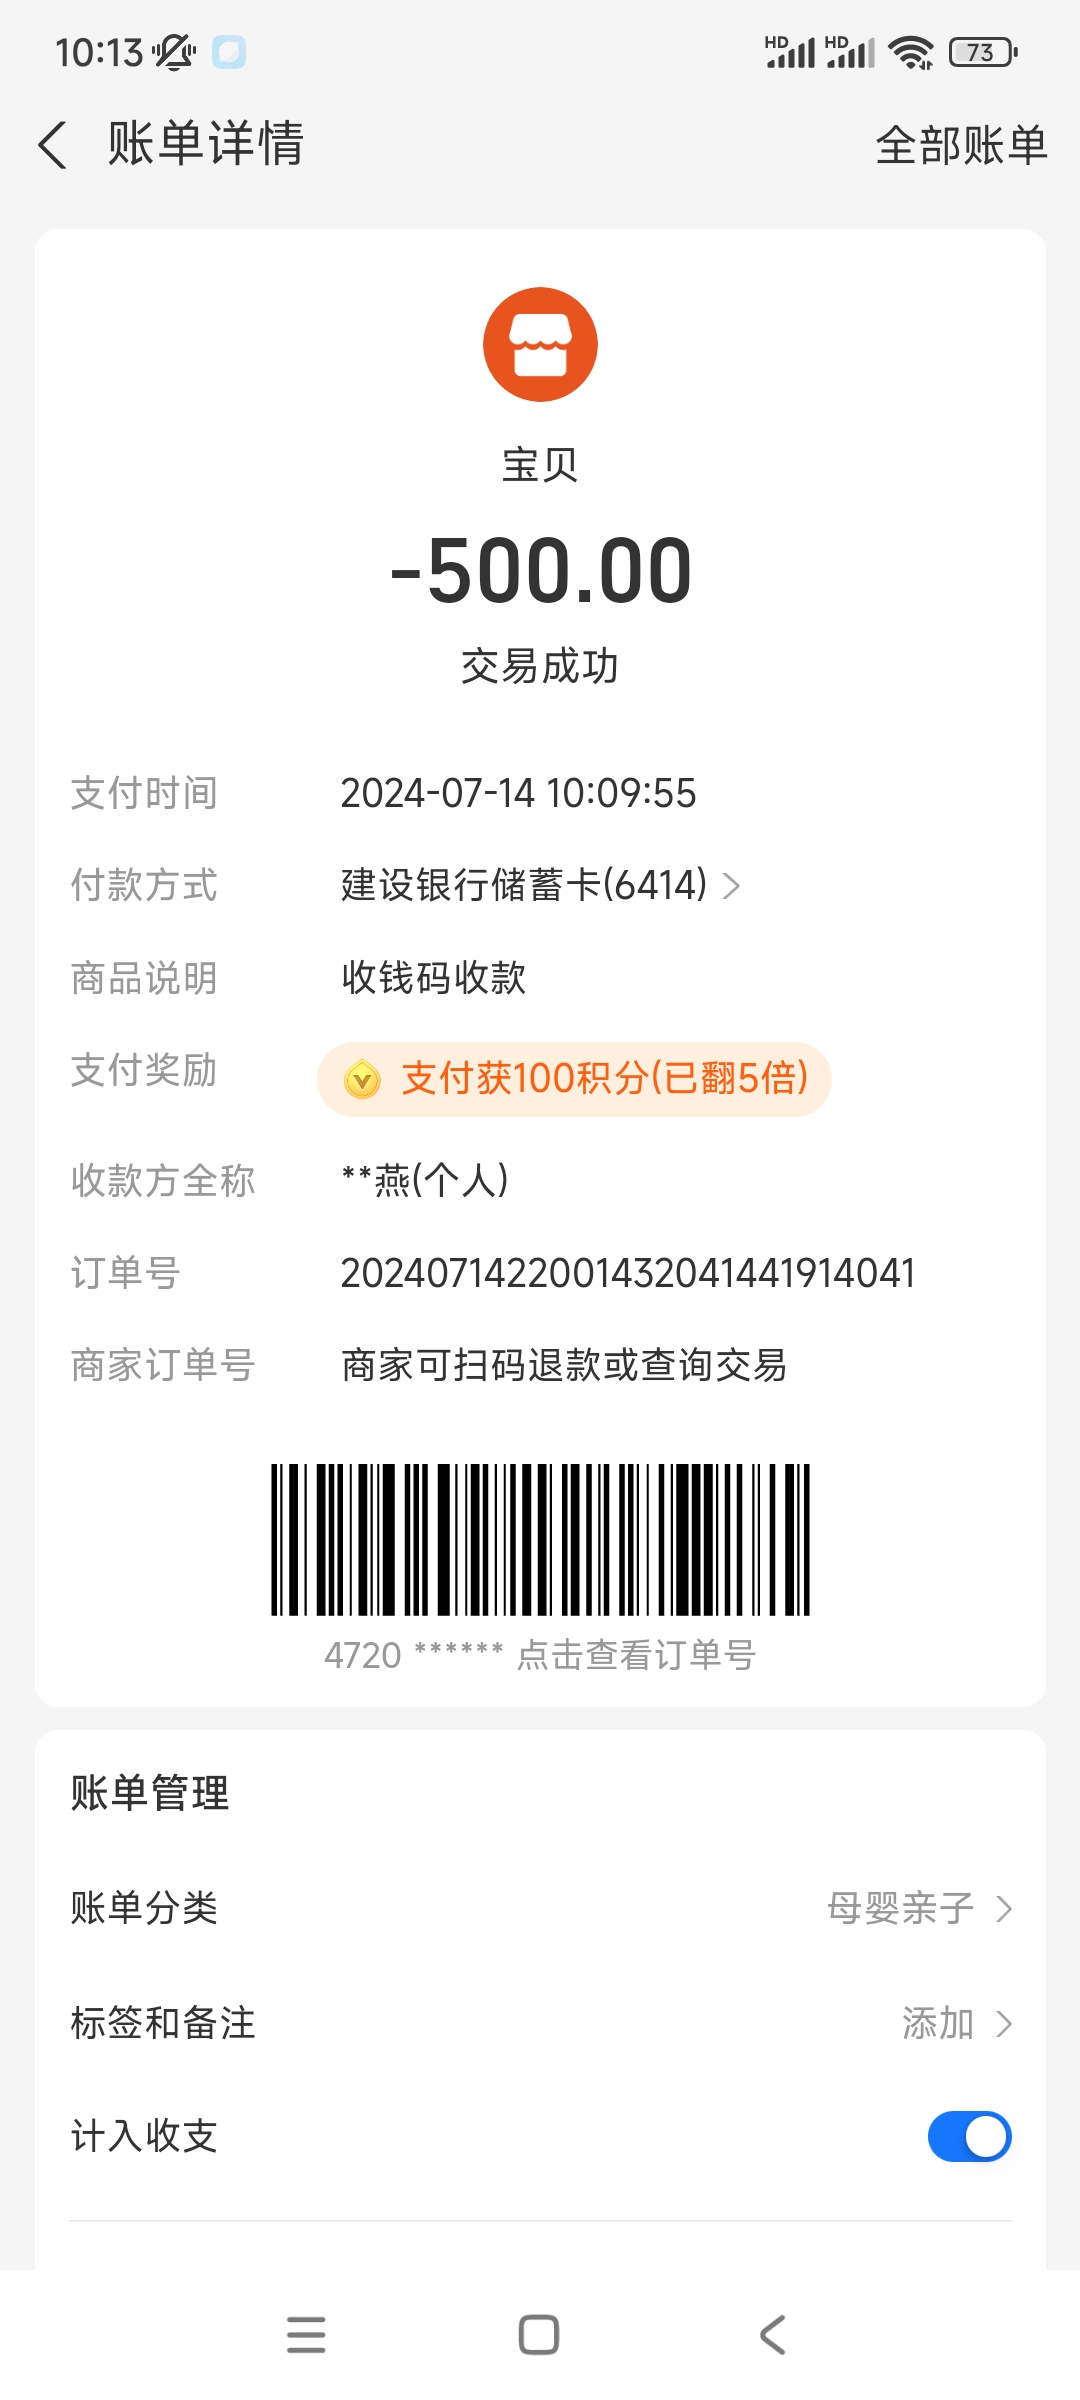 10:13 HD HD 73
账单详情 全部账单
宝贝
-500.00
交易成功
支付时间 2024-07-14 10:09:55
付款方式 建设银行储蓄卡(6414)
商品说明 收钱码收款
支付奖励 支付获100积分(已翻5倍)
收款方全称 **燕(个人)
订单号 2024071422001432041441914041
商家订单号 商家可扫码退款或查询交易
4720 ****** 点击查看订单号
账单管理
账单分类 母婴亲子
标签和备注 添加
计入收支